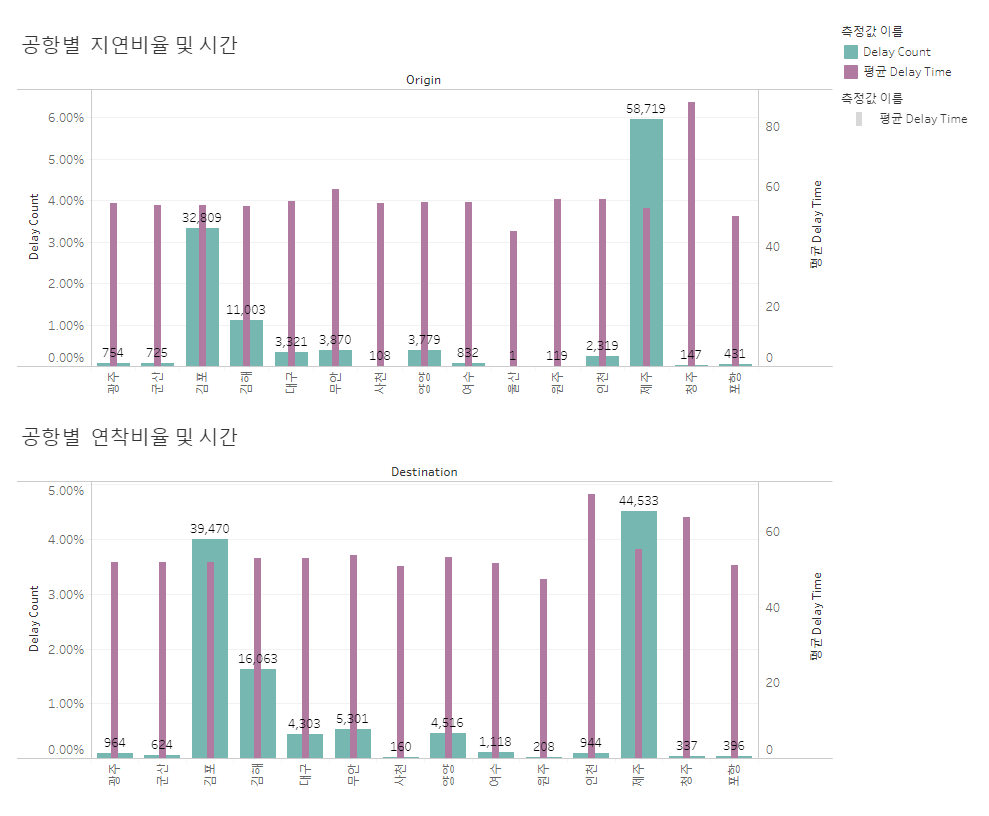 공항별 지연비율 및 시간
Origin
6.00%
5.00%
4.00%
3.00%
2.00%
1.00%
0.00%
Delay Count
754
725
32,809
11,003
3,321
3,870
108
3,779
832
1
119
2,319
58,719
147
431
80
60
40
20
0
평균 Delay Time
광주
군산
김포
김해
대구
무안
사천
양양
여수
울산
원주
인천
제주
청주
포항
측정값 이름
Delay Count
평균 Delay Time
측정값 이름
평균 Delay Time
공항별 연착비율 및 시간
Destination
5.00%
4.00%
3.00%
2.00%
1.00%
0.00%
Delay Count
964
624
39,470
16,063
4,303
5,301
160
4,516
1,118
208
944
44,533
337
396
60
40
20
0
평균 Delay Time
광주
군산
김포
김해
대구
무안
사천
양양
여수
원주
인천
제주
청주
포항